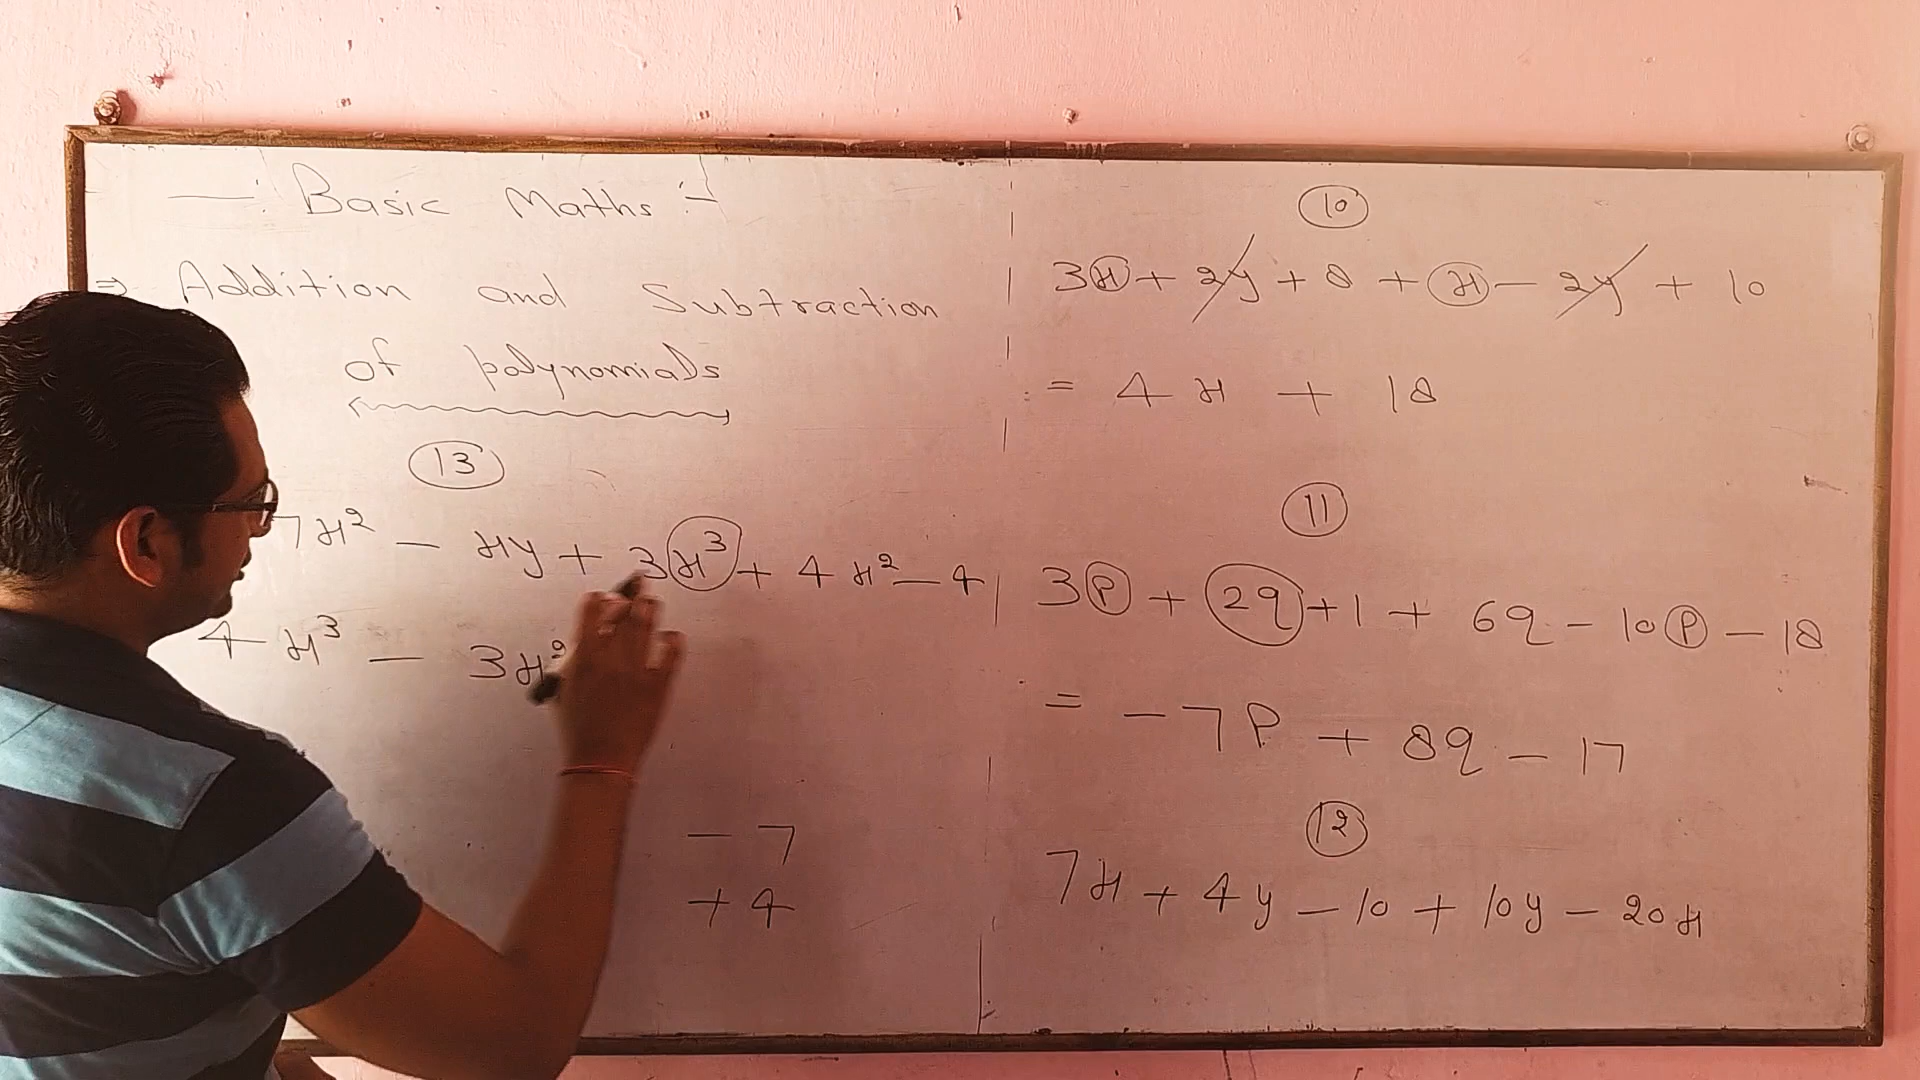 —: Basic Maths :-
⇒ Addition and Subtraction
of polynomials
13
7x² - xy + 3x³ + 4x² - 4
4x³ - 3x²
- 7
+ 4
10
3x + 2y + 8 + x - 2y + 10
= 4x + 18
11
3p + 2q + 1 + 6q - 10p - 18
= -7p + 8q - 17
12
7x + 4y - 10 + 10y - 20x